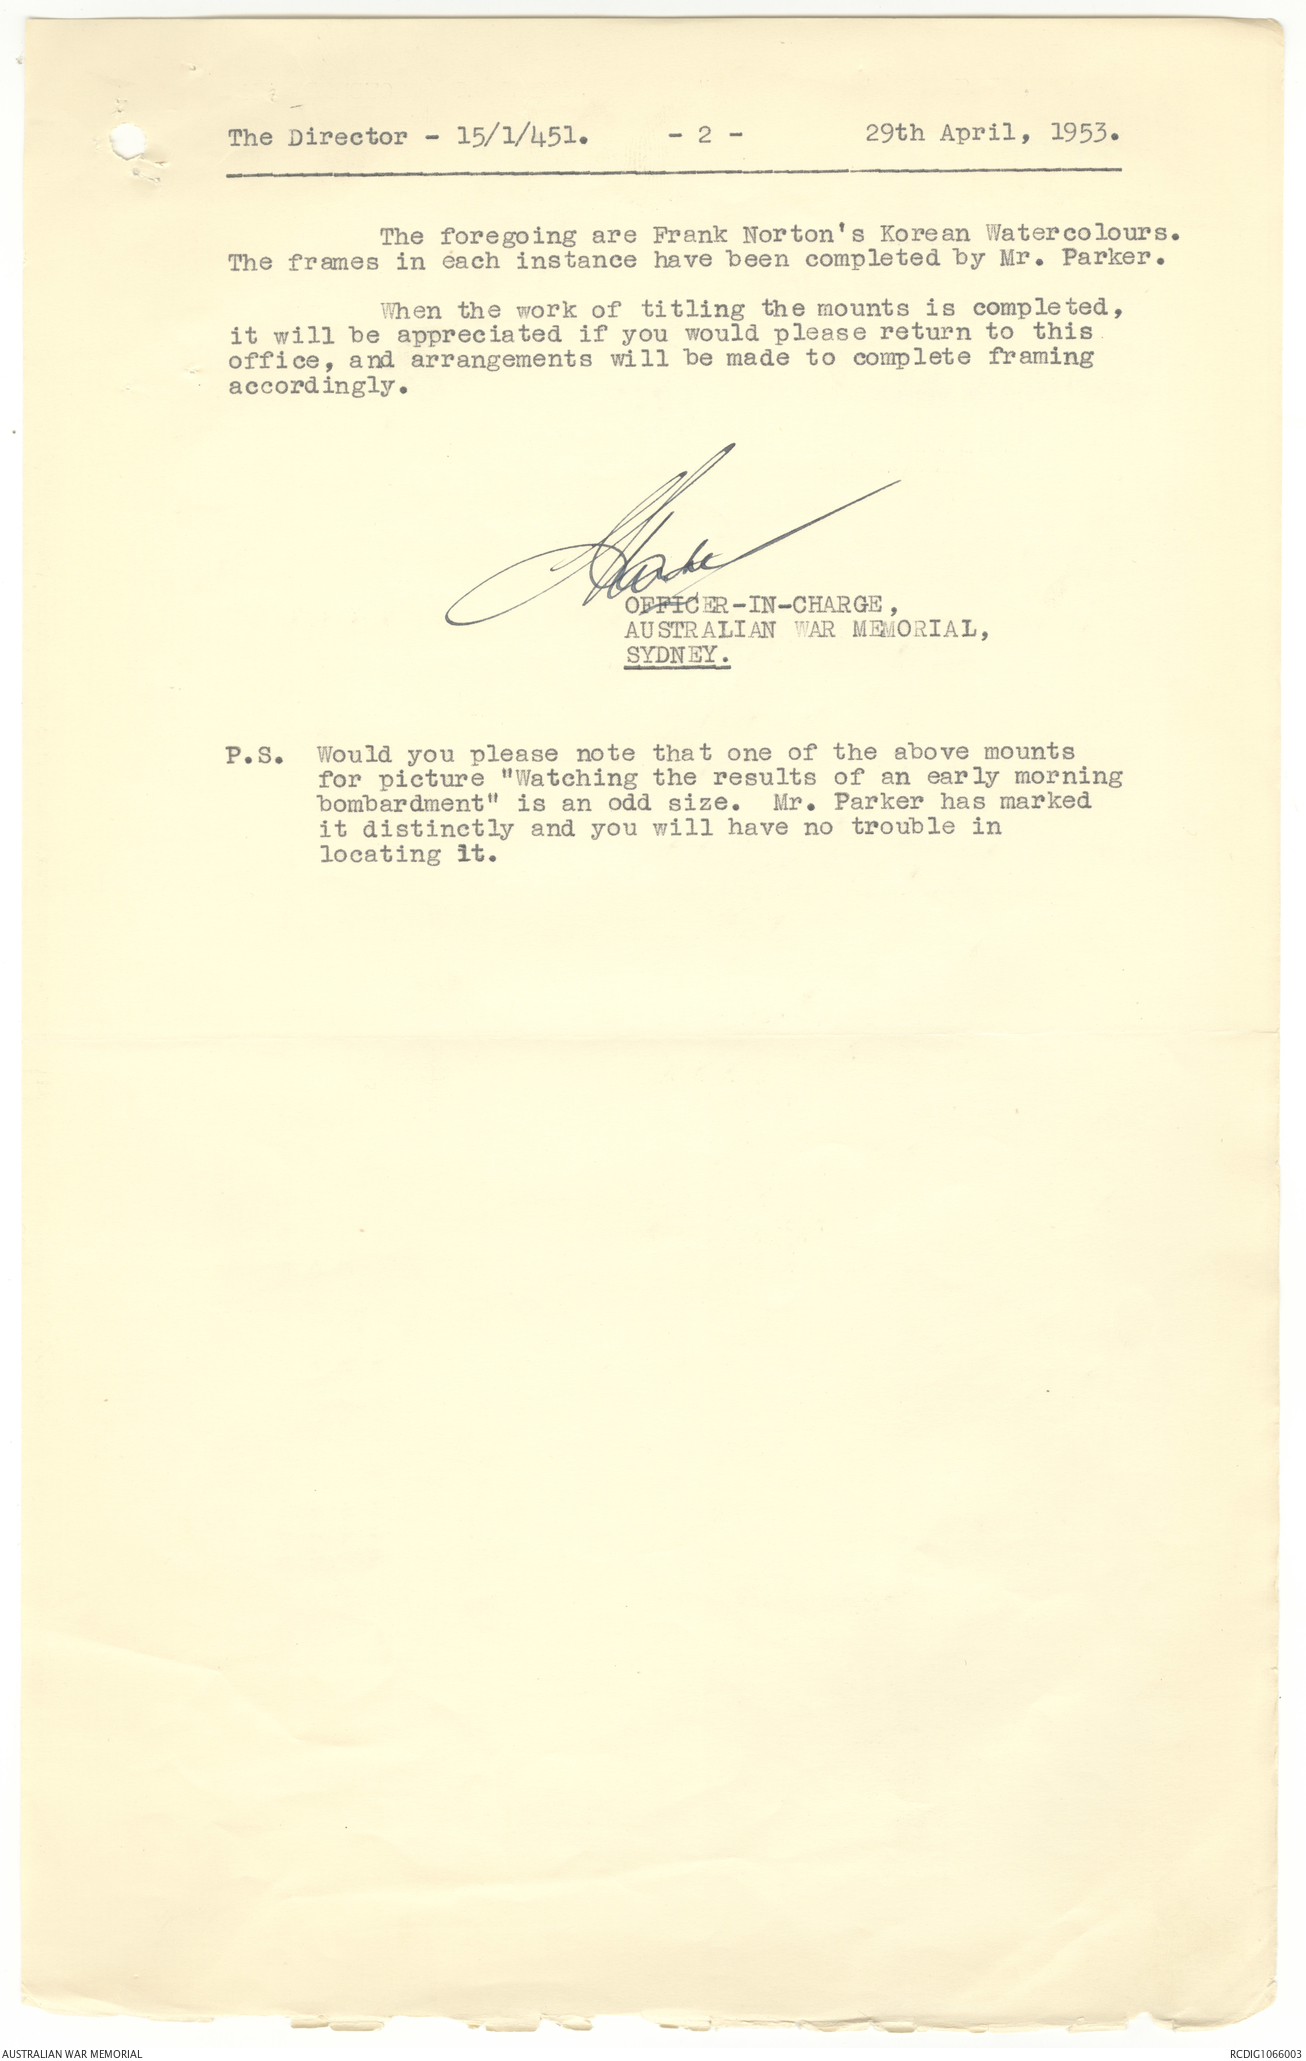 The Director - 15/1/451. - 2 - 29th April, 1953.
The foregoing are Frank Norton's Korean Watercolours.
The frames in each instance have been completed by Mr. Parker.
When the work of titling the mounts is completed,
it will be appreciated if you would please return to this
office, and arrangements will be made to complete framing
accordingly.
OFFICER-IN-CHARGE,
AUSTRALIAN WAR MEMORIAL,
SYDNEY.
P.S. Would you please note that one of the above mounts
for picture "Watching the results of an early morning
bombardment" is an odd size. Mr. Parker has marked
it distinctly and you will have no trouble in
locating it.
AUSTRALIAN WAR MEMORIAL
RCDIG1066003